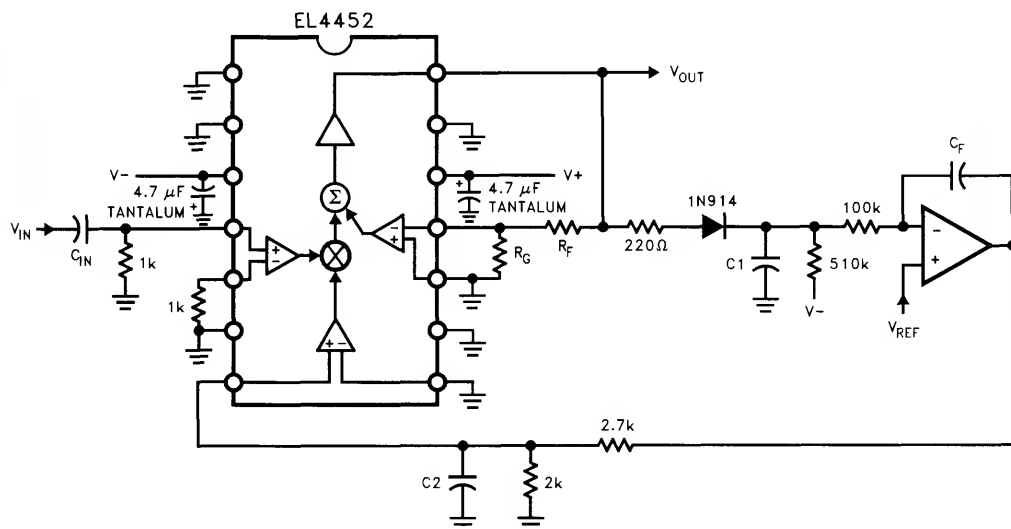 EL4452
V_OUT
V-
4.7 µF
+
TANTALUM
+
4.7 µF
TANTALUM
V+
C_F
V_IN
C_IN
1k
+
-
Σ
X
-
+
R_G
R_F
220Ω
1N914
100k
C1
510k
V-
-
+
V_REF
1k
+ -
2.7k
C2
2k